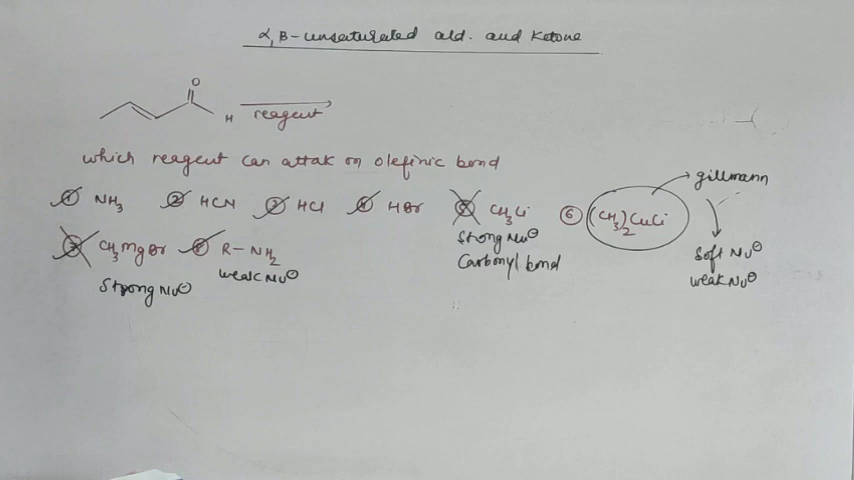 α,β-unsaturated ald. and Ketone
O
H
reagent
which reagent can attak on olefinic bond
gillmann
① NH3 ② HCN ③ HCl ④ HBr ⑤ CH3Li ⑥ (CH3)2CuLi
Strong Nu⊖
Carbonyl bond
Soft Nu⊖
weak Nu⊖
CH3MgBr ⑧ R-NH2
Strong Nu⊖
weak Nu⊖